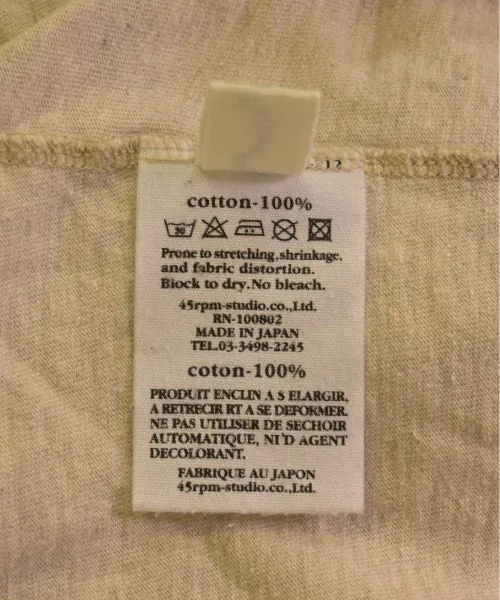 12
cotton-100%
30
Prone to stretching,shrinkage,
and fabric distortion.
Block to dry.No bleach.
45rpm-studio.co.,Ltd.
RN-100802
MADE IN JAPAN
TEL.03-3498-2245
coton-100%
PRODUIT ENCLIN A S ELARGIR,
A RETRECIR RT A SE DEFORMER.
NE PAS UTILISER DE SECHOIR
AUTOMATIQUE, NI'D AGENT
DECOLORANT.
FABRIQUE AU JAPON
45rpm-studio.co.,Ltd.